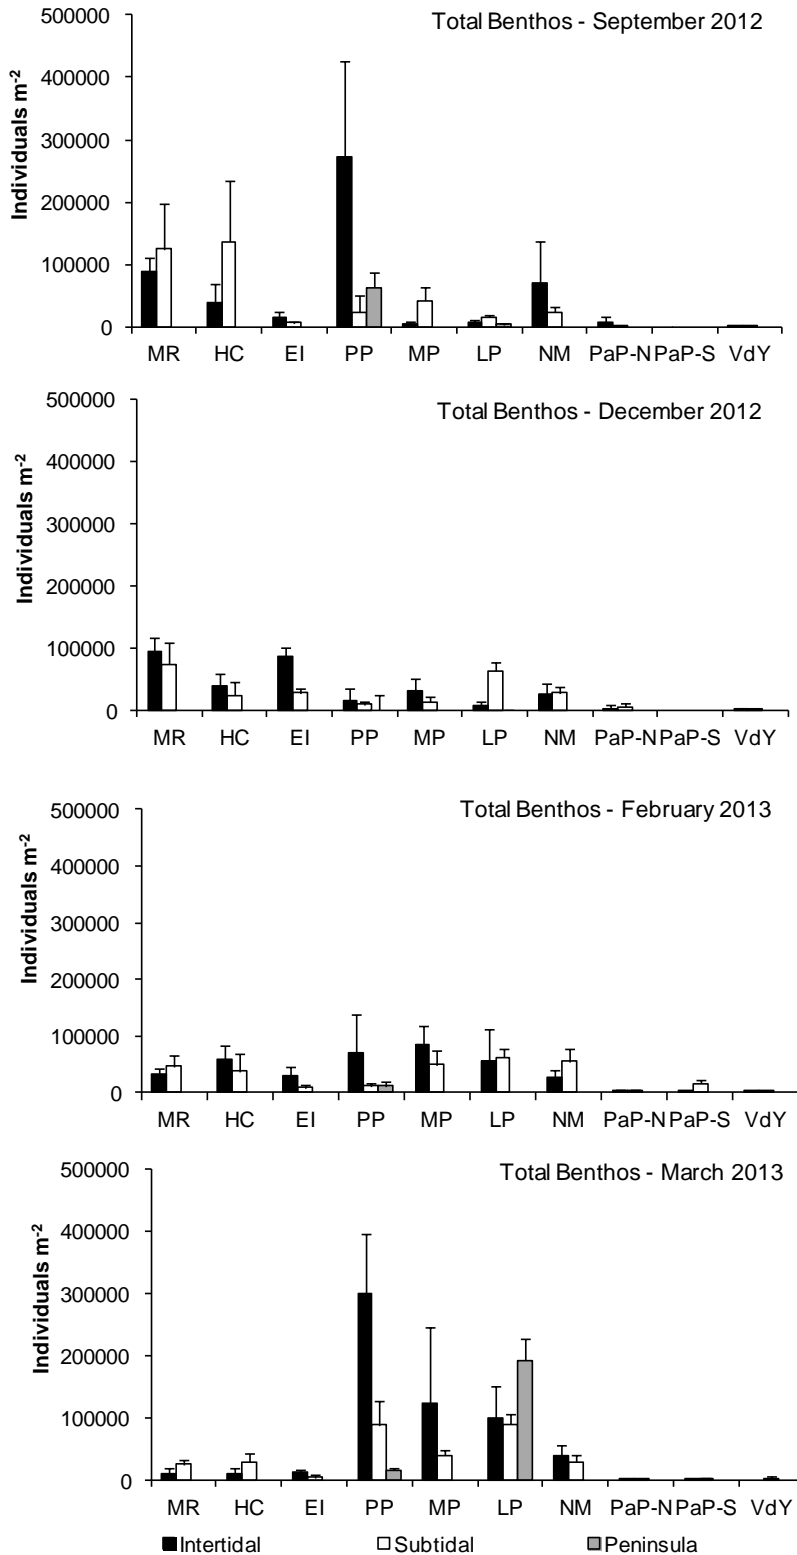 Total Benthos - September 2012
Individuals m⁻²
500000
400000
300000
200000
100000
0
MR HC EI PP MP LP NM PaP-N PaP-S VdY
Total Benthos - December 2012
Individuals m⁻²
500000
400000
300000
200000
100000
0
MR HC EI PP MP LP NM PaP-N PaP-S VdY
Total Benthos - February 2013
Individuals m⁻²
500000
400000
300000
200000
100000
0
MR HC EI PP MP LP NM PaP-N PaP-S VdY
Total Benthos - March 2013
Individuals m⁻²
500000
400000
300000
200000
100000
0
MR HC EI PP MP LP NM PaP-N PaP-S VdY
Intertidal Subtidal Peninsula